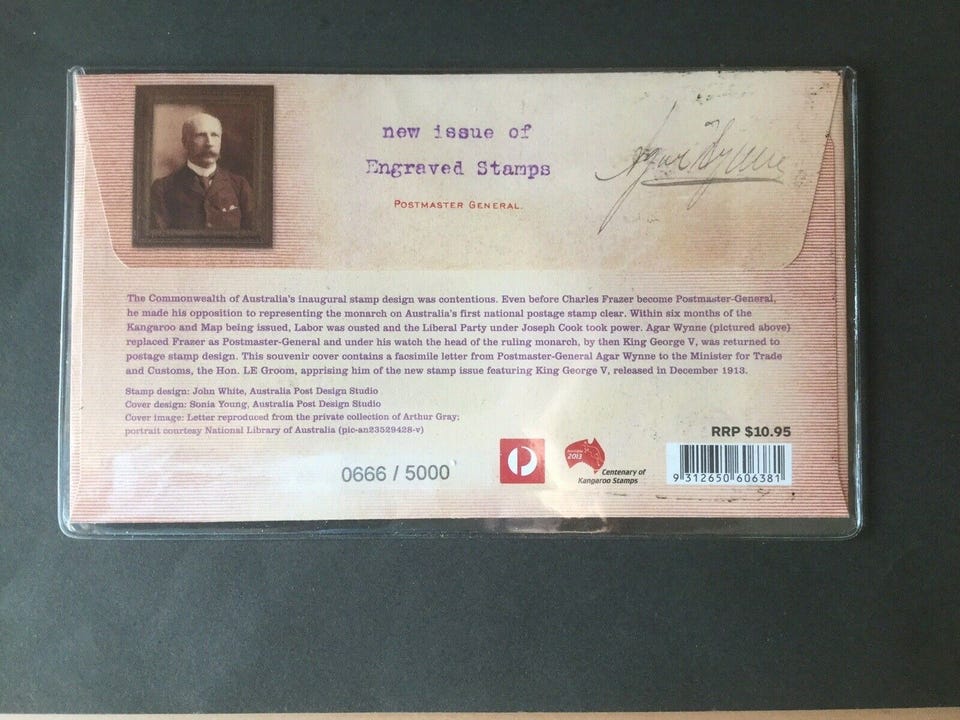 new issue of
Engraved Stamps
POSTMASTER GENERAL.
Agar Wynne
The Commonwealth of Australia's inaugural stamp design was contentious. Even before Charles Frazer become Postmaster-General,
he made his opposition to representing the monarch on Australia's first national postage stamp clear. Within six months of the
Kangaroo and Map being issued, Labor was ousted and the Liberal Party under Joseph Cook took power. Agar Wynne (pictured above)
replaced Frazer as Postmaster-General and under his watch the head of the ruling monarch, by then King George V, was returned to
postage stamp design. This souvenir cover contains a facsimile letter from Postmaster-General Agar Wynne to the Minister for Trade
and Customs, the Hon. LE Groom, apprising him of the new stamp issue featuring King George V, released in December 1913.
Stamp design: John White, Australia Post Design Studio
Cover design: Sonia Young, Australia Post Design Studio
Cover image: Letter reproduced from the private collection of Arthur Gray;
portrait courtesy National Library of Australia (pic-an23529428-v)
RRP $10.95
0666 / 5000
Australia
2013
Centenary of
Kangaroo Stamps
9 312650 606381